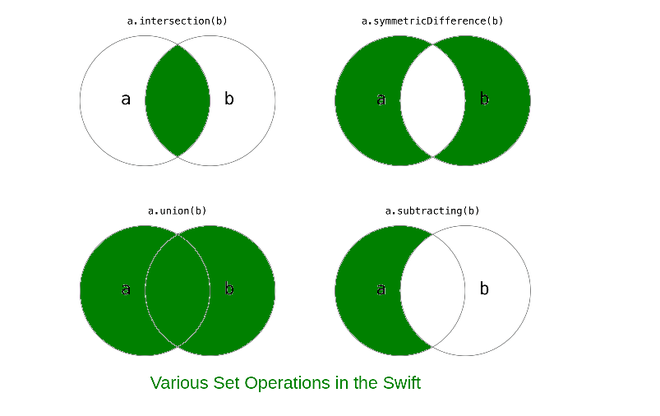 a.intersection(b)
a.symmetricDifference(b)
a b
a b
a.union(b)
a.subtracting(b)
a b
a b
Various Set Operations in the Swift